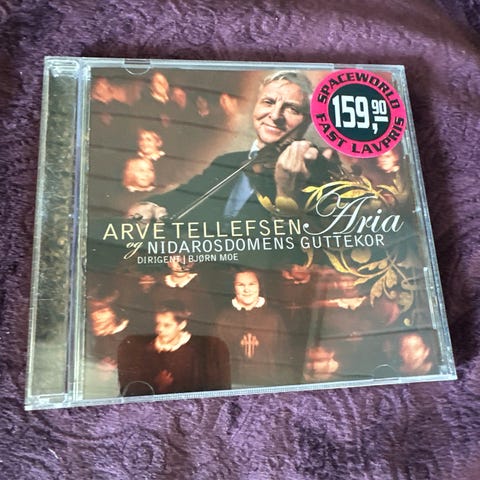 SPACEWORLD
159,90
FAST LAVPRIS
ARVE TELLEFSEN Aria
og NIDAROSDOMENS GUTTEKOR
DIRIGENT | BJØRN MOE